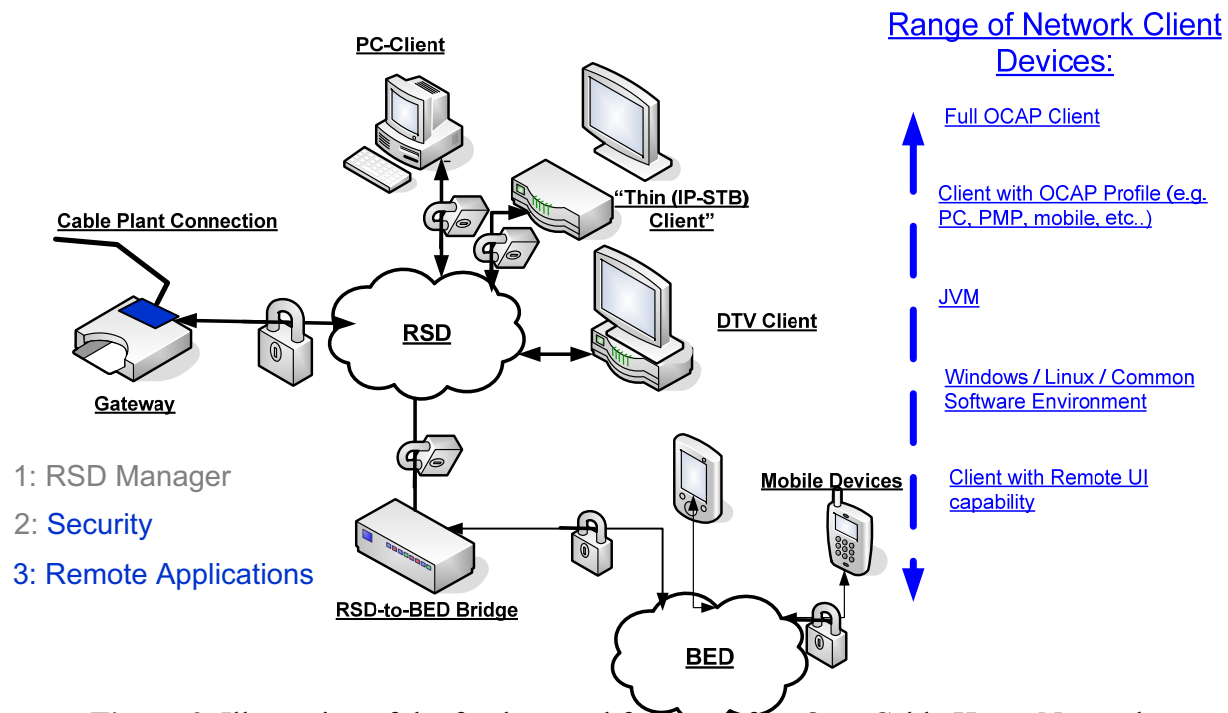 Range of Network Client
Devices:
PC-Client
Full OCAP Client
"Thin (IP-STB)
Client"
Client with OCAP Profile (e.g.
PC, PMP, mobile, etc..)
Cable Plant Connection
JVM
RSD
DTV Client
Gateway
Windows / Linux / Common
Software Environment
1: RSD Manager
2: Security
3: Remote Applications
Mobile Devices
Client with Remote UI
capability
RSD-to-BED Bridge
BED